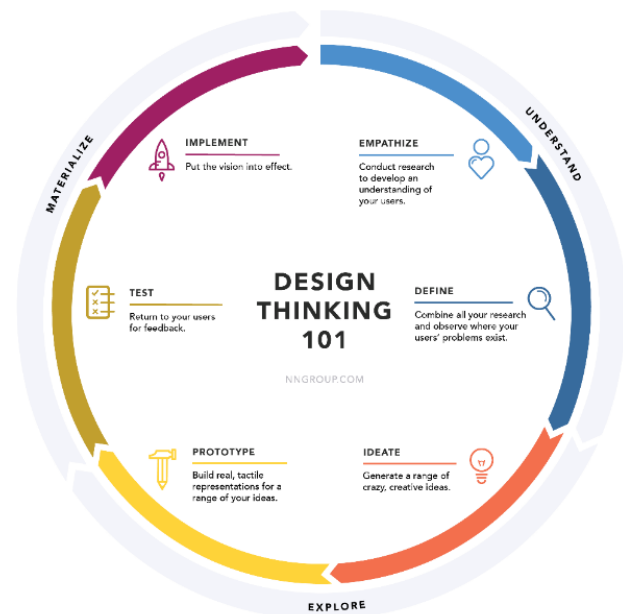 UNDERSTAND
EMPATHIZE
Conduct research
to develop an
understanding of
your users.
DEFINE
Combine all your research
and observe where your
users' problems exist.
EXPLORE
IDEATE
Generate a range of
crazy, creative ideas.
PROTOTYPE
Build real, tactile
representations for a
range of your ideas.
MATERIALIZE
TEST
Return to your users
for feedback.
IMPLEMENT
Put the vision into effect.
DESIGN
THINKING
101
NNGROUP.COM